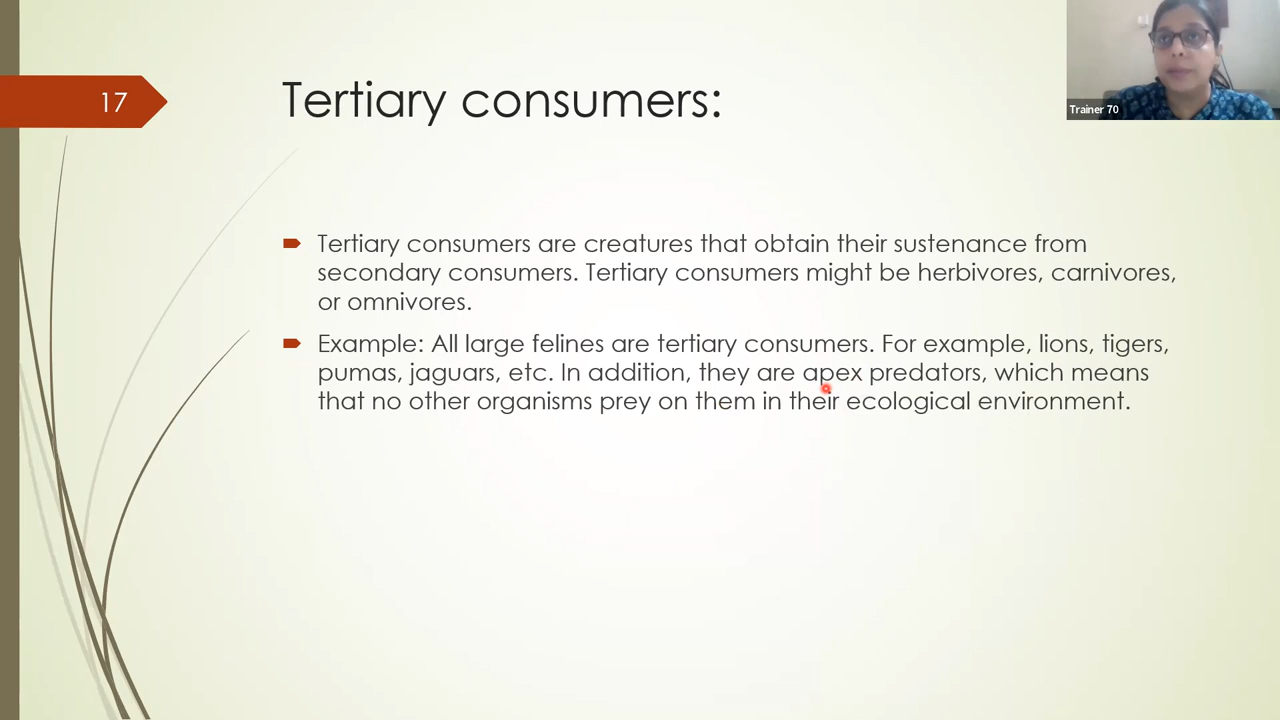 17
Tertiary consumers:
Trainer 70
Tertiary consumers are creatures that obtain their sustenance from
secondary consumers. Tertiary consumers might be herbivores, carnivores,
or omnivores.
Example: All large felines are tertiary consumers. For example, lions, tigers,
pumas, jaguars, etc. In addition, they are apex predators, which means
that no other organisms prey on them in their ecological environment.